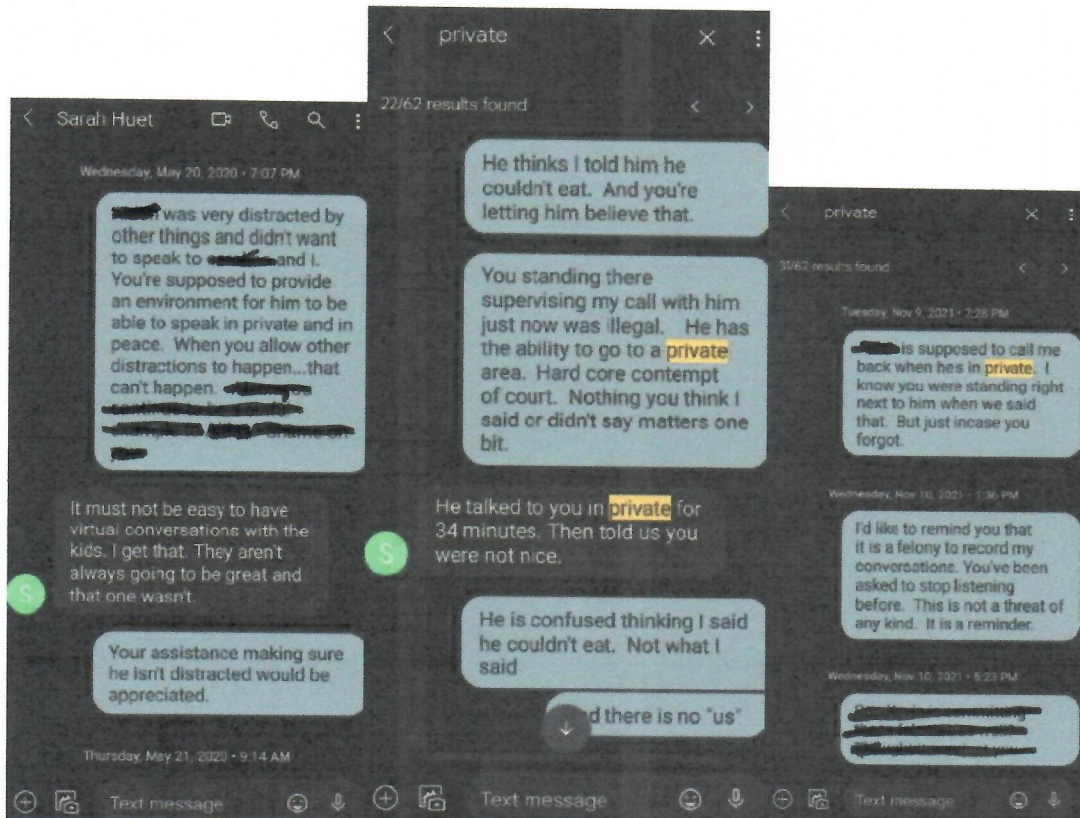 Sarah Huet
Wednesday, May 20, 2020 • 7:07 PM
was very distracted by
other things and didn't want
to speak to and I.
You're supposed to provide
an environment for him to be
able to speak in private and in
peace. When you allow other
distractions to happen...that
can't happen.
It must not be easy to have
virtual conversations with the
kids. I get that. They aren't
always going to be great and
that one wasn't.
S
Your assistance making sure
he isn't distracted would be
appreciated.
Thursday, May 21, 2020 • 9:14 AM
Text message
private
22/62 results found
He thinks I told him he
couldn't eat. And you're
letting him believe that.
You standing there
supervising my call with him
just now was illegal. He has
the ability to go to a private
area. Hard core contempt
of court. Nothing you think I
said or didn't say matters one
bit.
He talked to you in private for
34 minutes. Then told us you
were not nice.
S
He is confused thinking I said
he couldn't eat. Not what I
said
d there is no "us"
Text message
private
31/62 results found
Tuesday, Nov 9, 2021 • 7:28 PM
is supposed to call me
back when hes in private. I
know you were standing right
next to him when we said
that. But just incase you
forgot.
Wednesday, Nov 10, 2021 • 1:36 PM
I'd like to remind you that
it is a felony to record my
conversations. You've been
asked to stop listening
before. This is not a threat of
any kind. It is a reminder.
Wednesday, Nov 10, 2021 • 5:23 PM
Text message